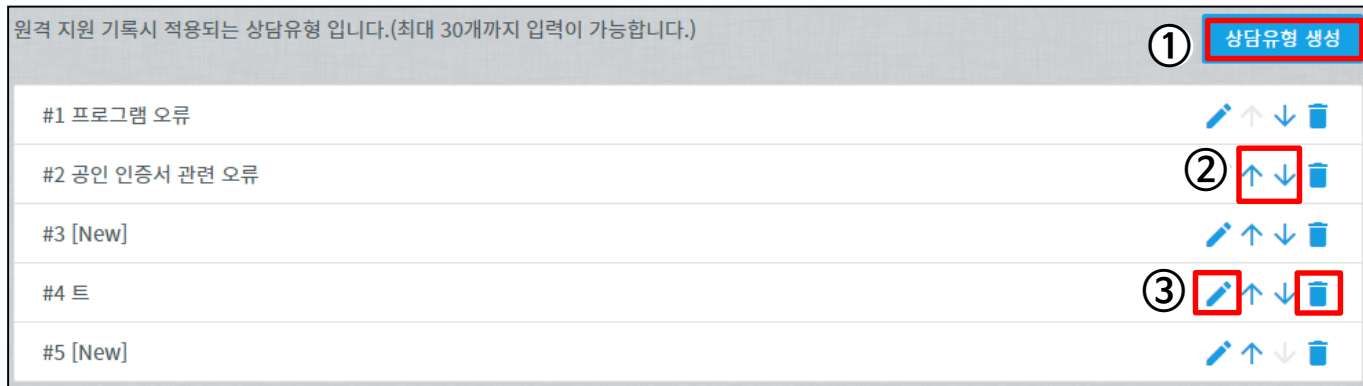 원격 지원 기록시 적용되는 상담유형 입니다.(최대 30개까지 입력이 가능합니다.)
① 상담유형 생성
#1 프로그램 오류
#2 공인 인증서 관련 오류
②
#3 [New]
#4 트
③
#5 [New]